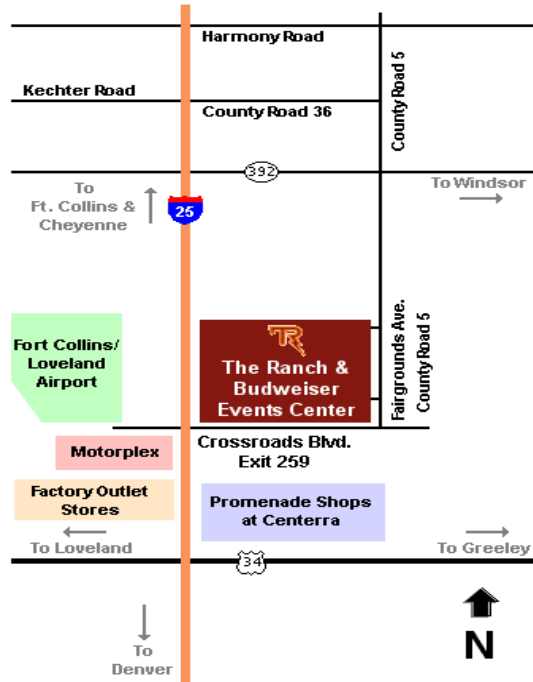 Harmony Road
County Road 5
Kechter Road
County Road 36
392
To
Ft. Collins &
Cheyenne
To Windsor
25
TR
Fort Collins/
Loveland
Airport
The Ranch &
Budweiser
Events Center
Fairgrounds Ave.
County Road 5
Crossroads Blvd.
Exit 259
Motorplex
Factory Outlet
Stores
Promenade Shops
at Centerra
To Loveland
To Greeley
34
To
Denver
N